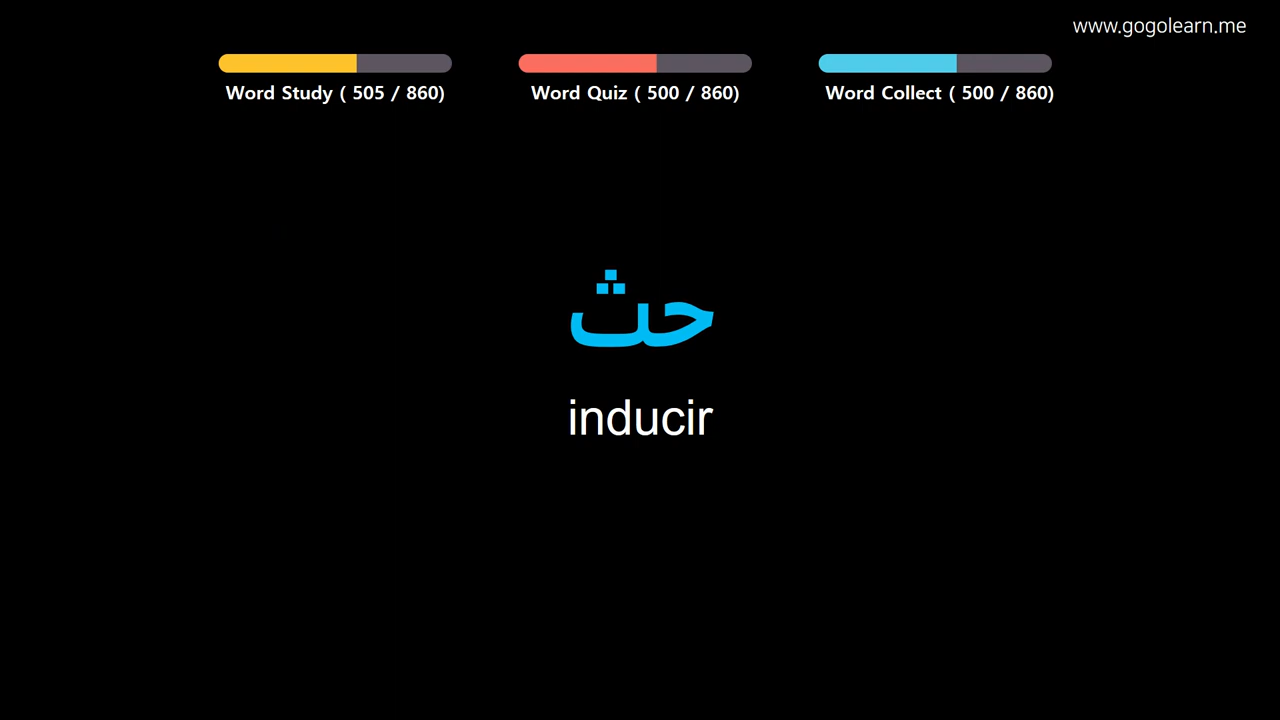 www.gogolearn.me
Word Study ( 505 / 860)
Word Quiz ( 500 / 860)
Word Collect ( 500 / 860)
حث
inducir